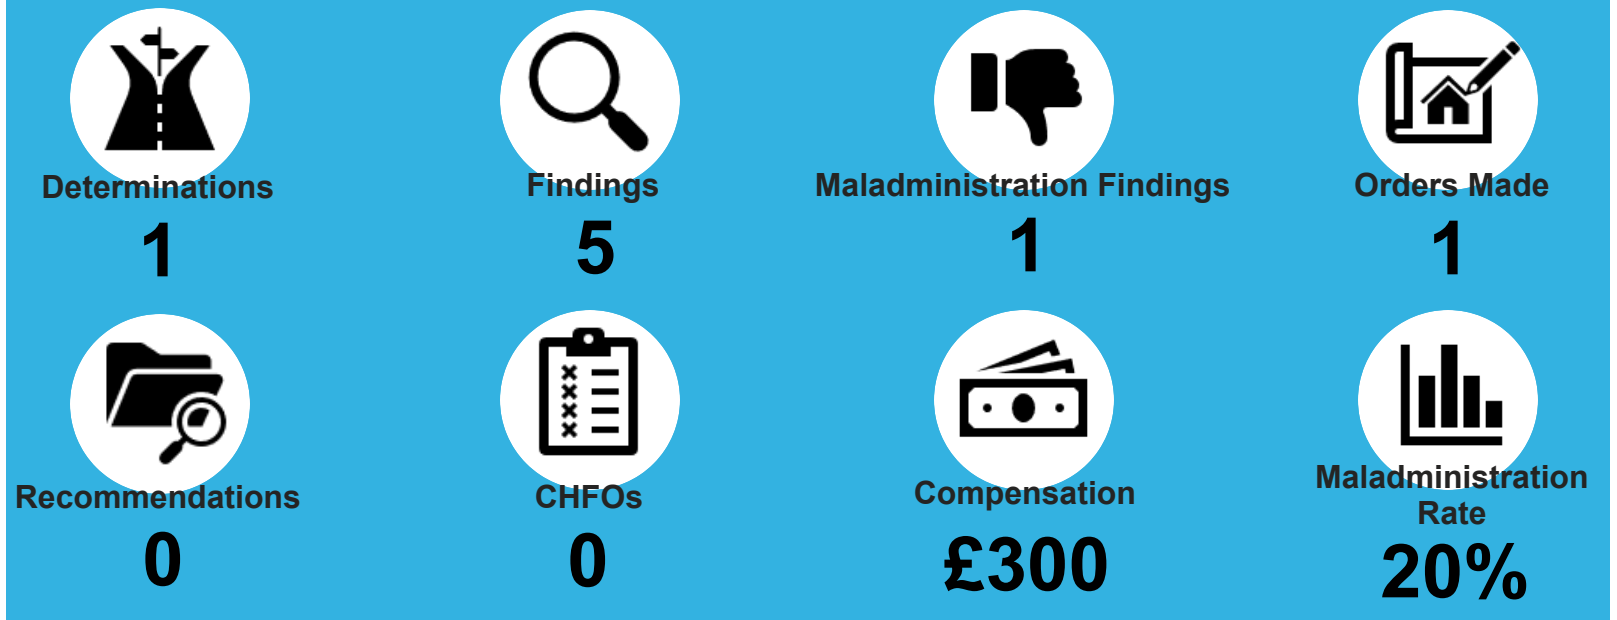 Determinations
1
Findings
5
Maladministration Findings
1
Orders Made
1
Recommendations
0
CHFOs
0
Compensation
£300
Maladministration
Rate
20%